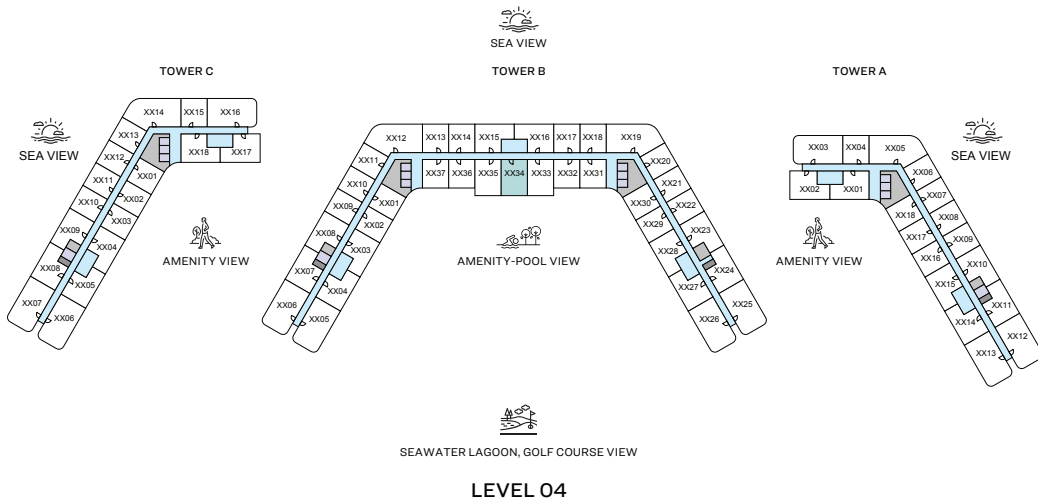 SEA VIEW
TOWER C
TOWER B
TOWER A
SEA VIEW
SEA VIEW
XX14 XX15 XX16
XX13
XX12
XX11
XX10
XX09
XX08
XX07
XX06
XX05
XX04
XX03
XX02
XX01
XX18 XX17
AMENITY VIEW
XX12 XX13 XX14 XX15 XX16 XX17 XX18 XX19
XX11
XX10
XX09
XX08
XX07
XX06
XX05
XX04
XX03
XX02
XX01
XX37 XX36 XX35 XX34 XX33 XX32 XX31
XX20
XX21
XX22
XX23
XX24
XX25
XX26
XX27
XX28
XX29
XX30
AMENITY-POOL VIEW
XX03 XX04 XX05
XX02 XX01
XX06
XX07
XX08
XX09
XX10
XX11
XX12
XX13
XX14
XX15
XX16
XX17
XX18
AMENITY VIEW
SEAWATER LAGOON, GOLF COURSE VIEW
LEVEL 04